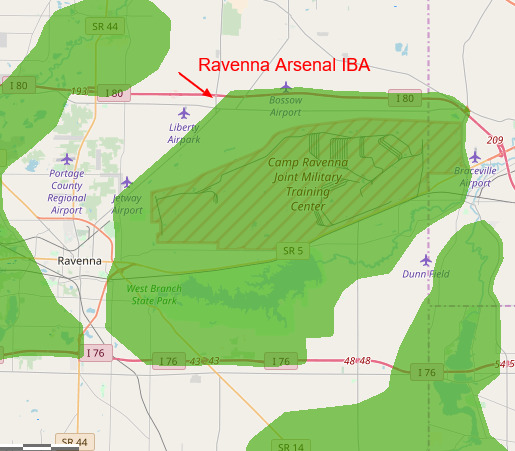 SR 44
Ravenna Arsenal IBA
I 80
193
I 80
Bossow
Airport
I 80
Liberty
Airpark
209
Camp Ravenna
Joint Military
Training
Center
Portage
County
Regional
Airport
Jetway
Airport
Braceville
Airport
SR 5
Ravenna
Dunn Field
West Branch
State Park
I 76
I 76
43-43
I 76
48-48
I 76
54-5
SR 44
SR 14